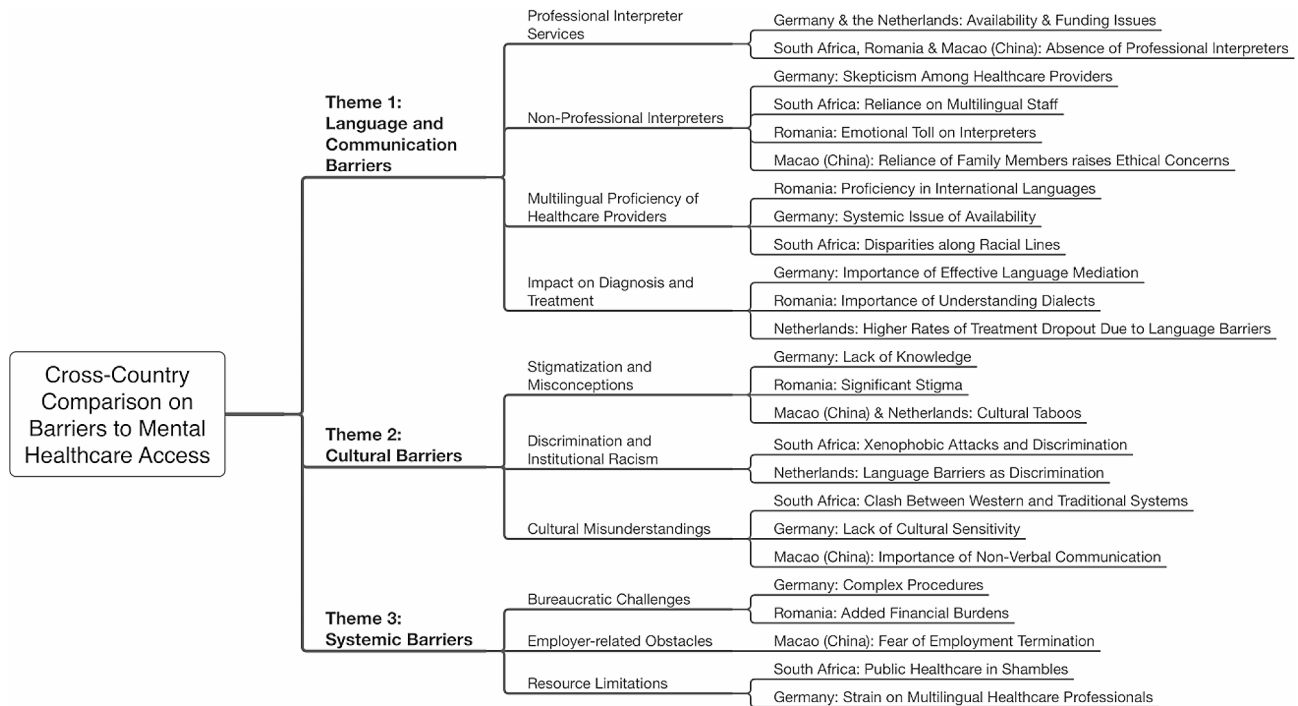 Cross-Country
Comparison on
Barriers to Mental
Healthcare Access
Theme 1:
Language and
Communication
Barriers
Professional Interpreter
Services
Germany & the Netherlands: Availability & Funding Issues
South Africa, Romania & Macao (China): Absence of Professional Interpreters
Non-Professional Interpreters
Germany: Skepticism Among Healthcare Providers
South Africa: Reliance on Multilingual Staff
Romania: Emotional Toll on Interpreters
Macao (China): Reliance of Family Members raises Ethical Concerns
Multilingual Proficiency of
Healthcare Providers
Romania: Proficiency in International Languages
Germany: Systemic Issue of Availability
South Africa: Disparities along Racial Lines
Impact on Diagnosis and
Treatment
Germany: Importance of Effective Language Mediation
Romania: Importance of Understanding Dialects
Netherlands: Higher Rates of Treatment Dropout Due to Language Barriers
Theme 2:
Cultural Barriers
Stigmatization and
Misconceptions
Germany: Lack of Knowledge
Romania: Significant Stigma
Macao (China) & Netherlands: Cultural Taboos
Discrimination and
Institutional Racism
South Africa: Xenophobic Attacks and Discrimination
Netherlands: Language Barriers as Discrimination
Cultural Misunderstandings
South Africa: Clash Between Western and Traditional Systems
Germany: Lack of Cultural Sensitivity
Macao (China): Importance of Non-Verbal Communication
Theme 3:
Systemic Barriers
Bureaucratic Challenges
Germany: Complex Procedures
Romania: Added Financial Burdens
Employer-related Obstacles
Macao (China): Fear of Employment Termination
Resource Limitations
South Africa: Public Healthcare in Shambles
Germany: Strain on Multilingual Healthcare Professionals